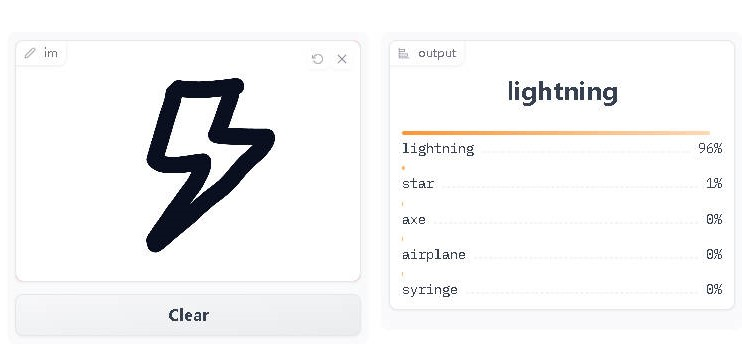 im
Clear
output
lightning
lightning 96%
star 1%
axe 0%
airplane 0%
syringe 0%